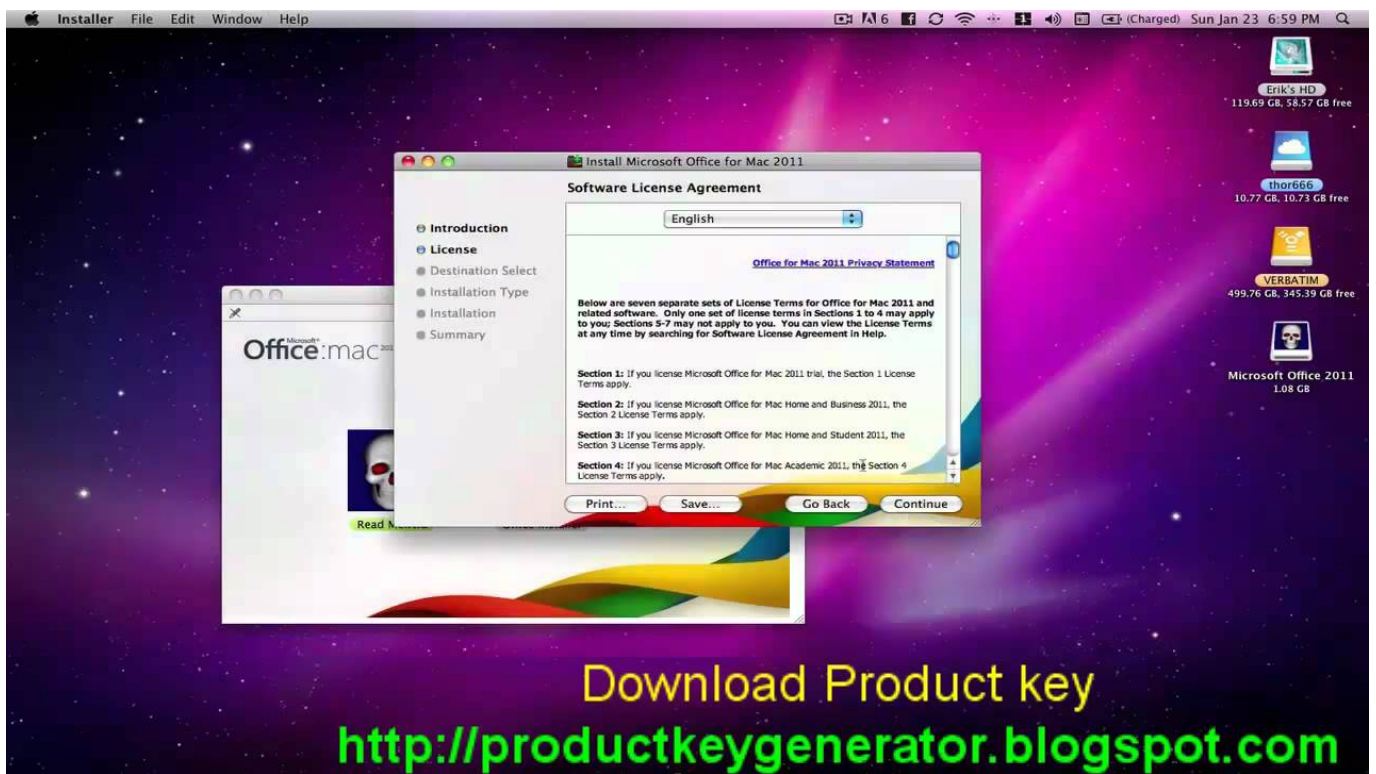 Installer File Edit Window Help
6 (Charged) Sun Jan 23 6:59 PM
Erik's HD
119.69 GB, 58.57 GB free
thor666
10.77 GB, 10.73 GB free
VERBATIM
499.76 GB, 345.39 GB free
Microsoft Office 2011
1.08 GB
Install Microsoft Office for Mac 2011
Software License Agreement
English
Introduction
License
Destination Select
Installation Type
Installation
Summary
Office for Mac 2011 Privacy Statement
Below are seven separate sets of License Terms for Office for Mac 2011 and
related software. Only one set of license terms in Sections 1 to 4 may apply
to you; Sections 5-7 may not apply to you. You can view the License Terms
at any time by searching for Software License Agreement in Help.
Section 1: If you license Microsoft Office for Mac 2011 trial, the Section 1 License
Terms apply.
Section 2: If you license Microsoft Office for Mac Home and Business 2011, the
Section 2 License Terms apply.
Section 3: If you license Microsoft Office for Mac Home and Student 2011, the
Section 3 License Terms apply.
Section 4: If you license Microsoft Office for Mac Academic 2011, the Section 4
License Terms apply.
Print... Save... Go Back Continue
Microsoft
Office:mac 2011
Read
Download Product key
http://productkeygenerator.blogspot.com